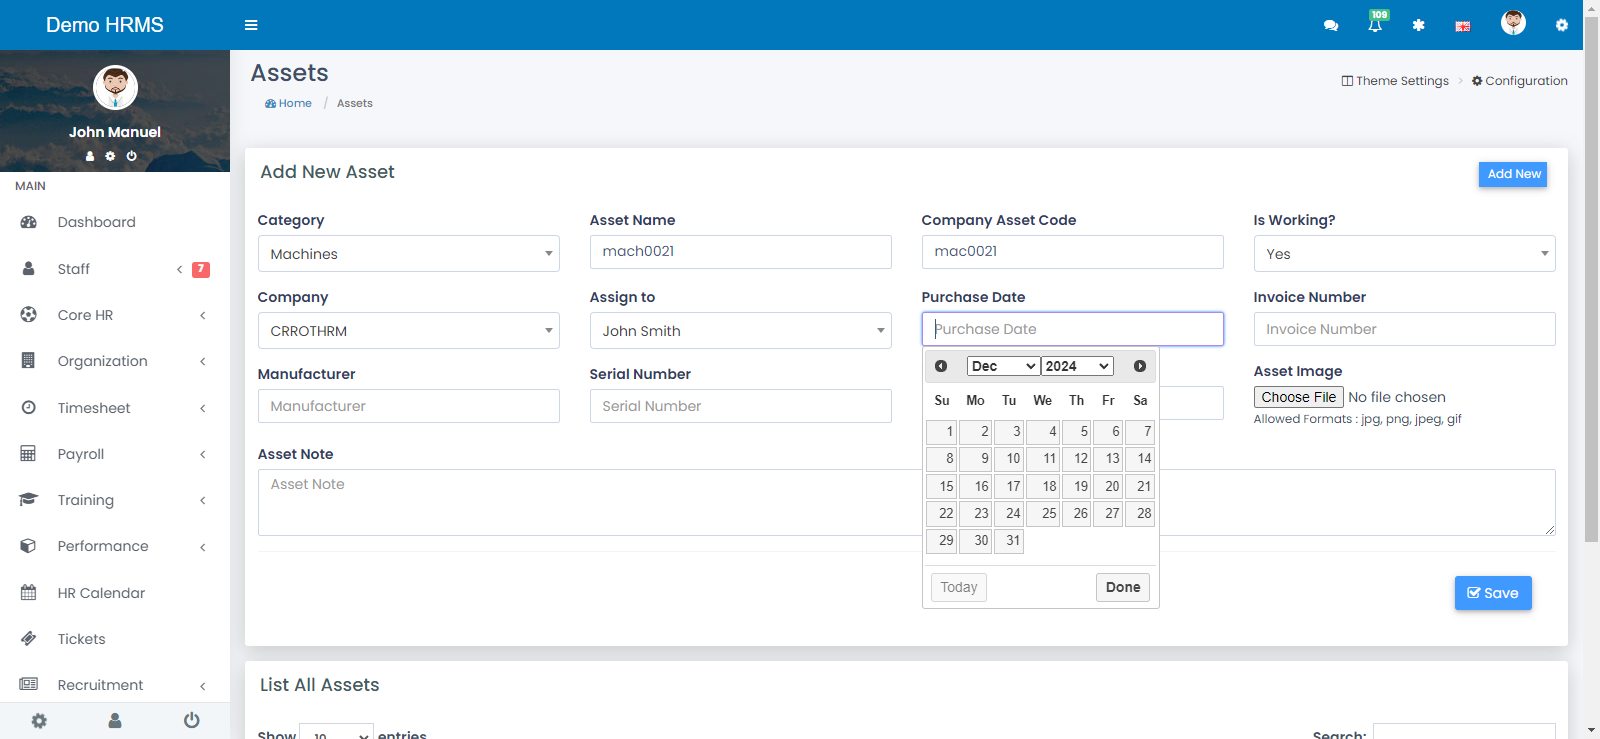 Demo HRMS
109
Assets
Theme Settings > Configuration
Home / Assets
John Manuel
MAIN
Dashboard
Staff 7
Core HR
Organization
Timesheet
Payroll
Training
Performance
HR Calendar
Tickets
Recruitment
Add New Asset
Add New
Category
Asset Name
Company Asset Code
Is Working?
Machines
mach0021
mac0021
Yes
Company
Assign to
Purchase Date
Invoice Number
CRROTHRM
John Smith
Purchase Date
Invoice Number
Manufacturer
Serial Number
Asset Image
Manufacturer
Serial Number
Choose File No file chosen
Allowed Formats : jpg, png, jpeg, gif
Dec 2024
Su Mo Tu We Th Fr Sa
1 2 3 4 5 6 7
8 9 10 11 12 13 14
15 16 17 18 19 20 21
22 23 24 25 26 27 28
29 30 31
Today Done
Asset Note
Asset Note
Save
List All Assets
Show 10 entries
Search: